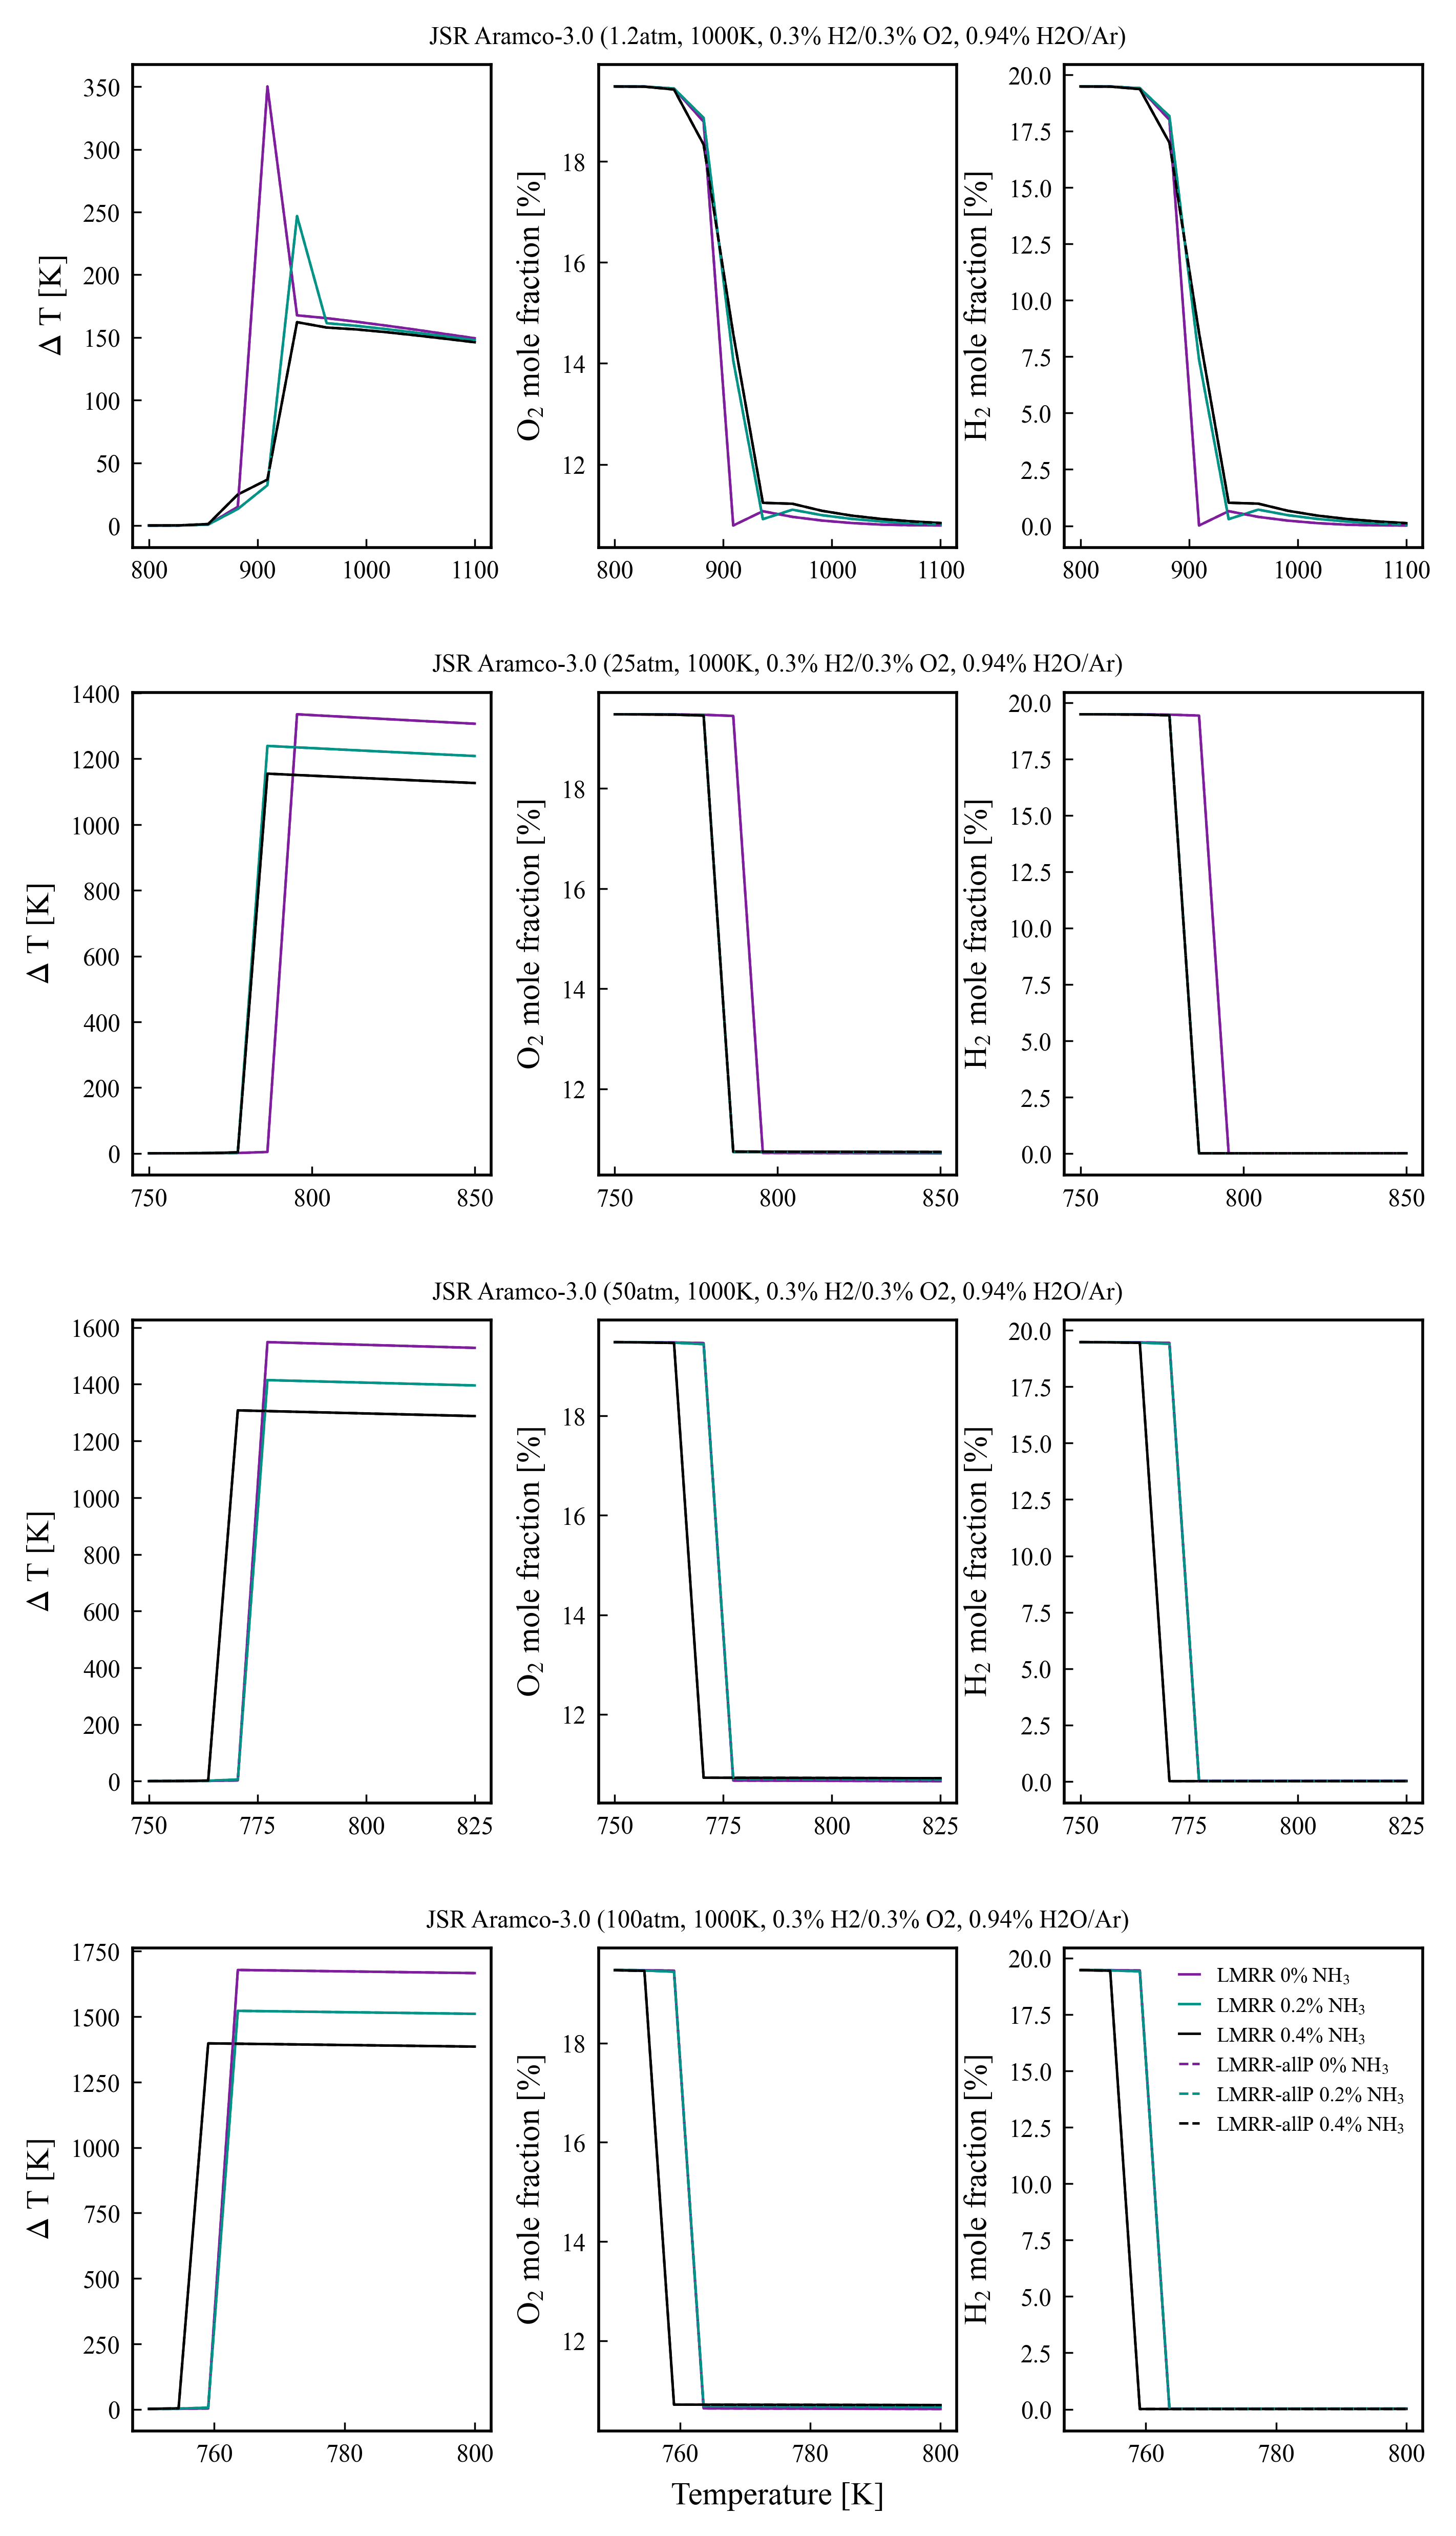 JSR Aramco-3.0 (1.2atm, 1000K, 0.3% H2/0.3% O2, 0.94% H2O/Ar)
Δ T [K]
350
300
250
200
150
100
50
0
800 900 1000 1100
O₂ mole fraction [%]
18
16
14
12
800 900 1000 1100
H₂ mole fraction [%]
20.0
17.5
15.0
12.5
10.0
7.5
5.0
2.5
0.0
800 900 1000 1100
JSR Aramco-3.0 (25atm, 1000K, 0.3% H2/0.3% O2, 0.94% H2O/Ar)
Δ T [K]
1400
1200
1000
800
600
400
200
0
750 800 850
O₂ mole fraction [%]
18
16
14
12
750 800 850
H₂ mole fraction [%]
20.0
17.5
15.0
12.5
10.0
7.5
5.0
2.5
0.0
750 800 850
JSR Aramco-3.0 (50atm, 1000K, 0.3% H2/0.3% O2, 0.94% H2O/Ar)
Δ T [K]
1600
1400
1200
1000
800
600
400
200
0
750 775 800 825
O₂ mole fraction [%]
18
16
14
12
750 775 800 825
H₂ mole fraction [%]
20.0
17.5
15.0
12.5
10.0
7.5
5.0
2.5
0.0
750 775 800 825
JSR Aramco-3.0 (100atm, 1000K, 0.3% H2/0.3% O2, 0.94% H2O/Ar)
Δ T [K]
1750
1500
1250
1000
750
500
250
0
760 780 800
O₂ mole fraction [%]
18
16
14
12
760 780 800
H₂ mole fraction [%]
20.0
17.5
15.0
12.5
10.0
7.5
5.0
2.5
0.0
760 780 800
LMRR 0% NH₃
LMRR 0.2% NH₃
LMRR 0.4% NH₃
LMRR-allP 0% NH₃
LMRR-allP 0.2% NH₃
LMRR-allP 0.4% NH₃
Temperature [K]